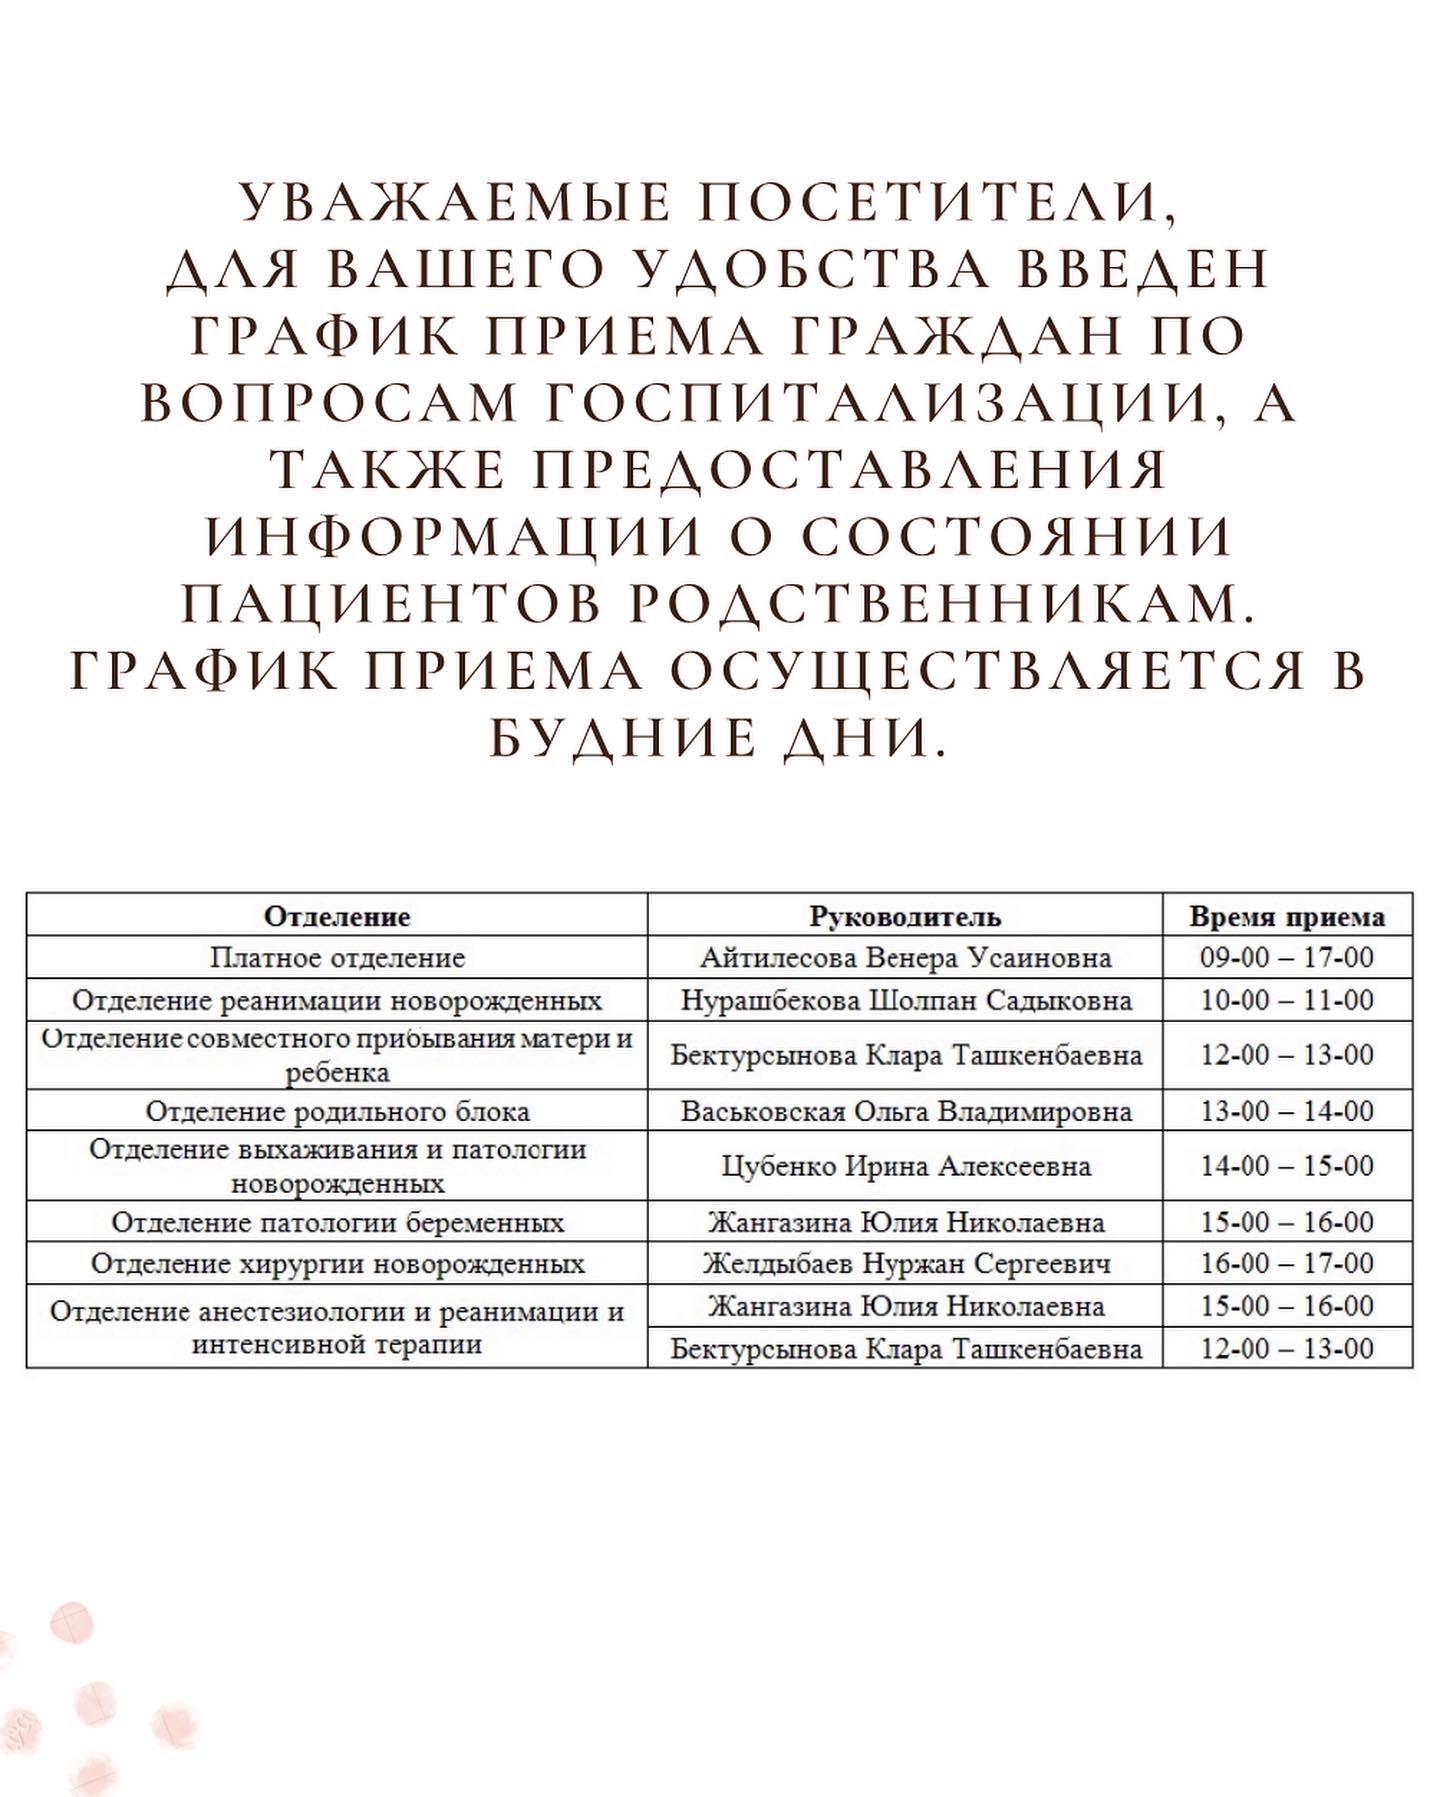 УВАЖАЕМЫЕ ПОСЕТИТЕЛИ,
ДЛЯ ВАШЕГО УДОБСТВА ВВЕДЕН
ГРАФИК ПРИЕМА ГРАЖДАН ПО
ВОПРОСАМ ГОСПИТАЛИЗАЦИИ, А
ТАКЖЕ ПРЕДОСТАВЛЕНИЯ
ИНФОРМАЦИИ О СОСТОЯНИИ
ПАЦИЕНТОВ РОДСТВЕННИКАМ.
ГРАФИК ПРИЕМА ОСУЩЕСТВЛЯЕТСЯ В
БУДНИЕ ДНИ.
Отделение Руководитель Время приема
Платное отделение Айтилесова Венера Усаиновна 09-00 – 17-00
Отделение реанимации новорожденных Нурашбекова Шолпан Садыковна 10-00 – 11-00
Отделение совместного прибывания матери и
ребенка Бектурсынова Клара Ташкенбаевна 12-00 – 13-00
Отделение родильного блока Васьковская Ольга Владимировна 13-00 – 14-00
Отделение выхаживания и патологии
новорожденных Цубенко Ирина Алексеевна 14-00 – 15-00
Отделение патологии беременных Жангазина Юлия Николаевна 15-00 – 16-00
Отделение хирургии новорожденных Желдыбаев Нуржан Сергеевич 16-00 – 17-00
Отделение анестезиологии и реанимации и
интенсивной терапии Жангазина Юлия Николаевна 15-00 – 16-00
Бектурсынова Клара Ташкенбаевна 12-00 – 13-00